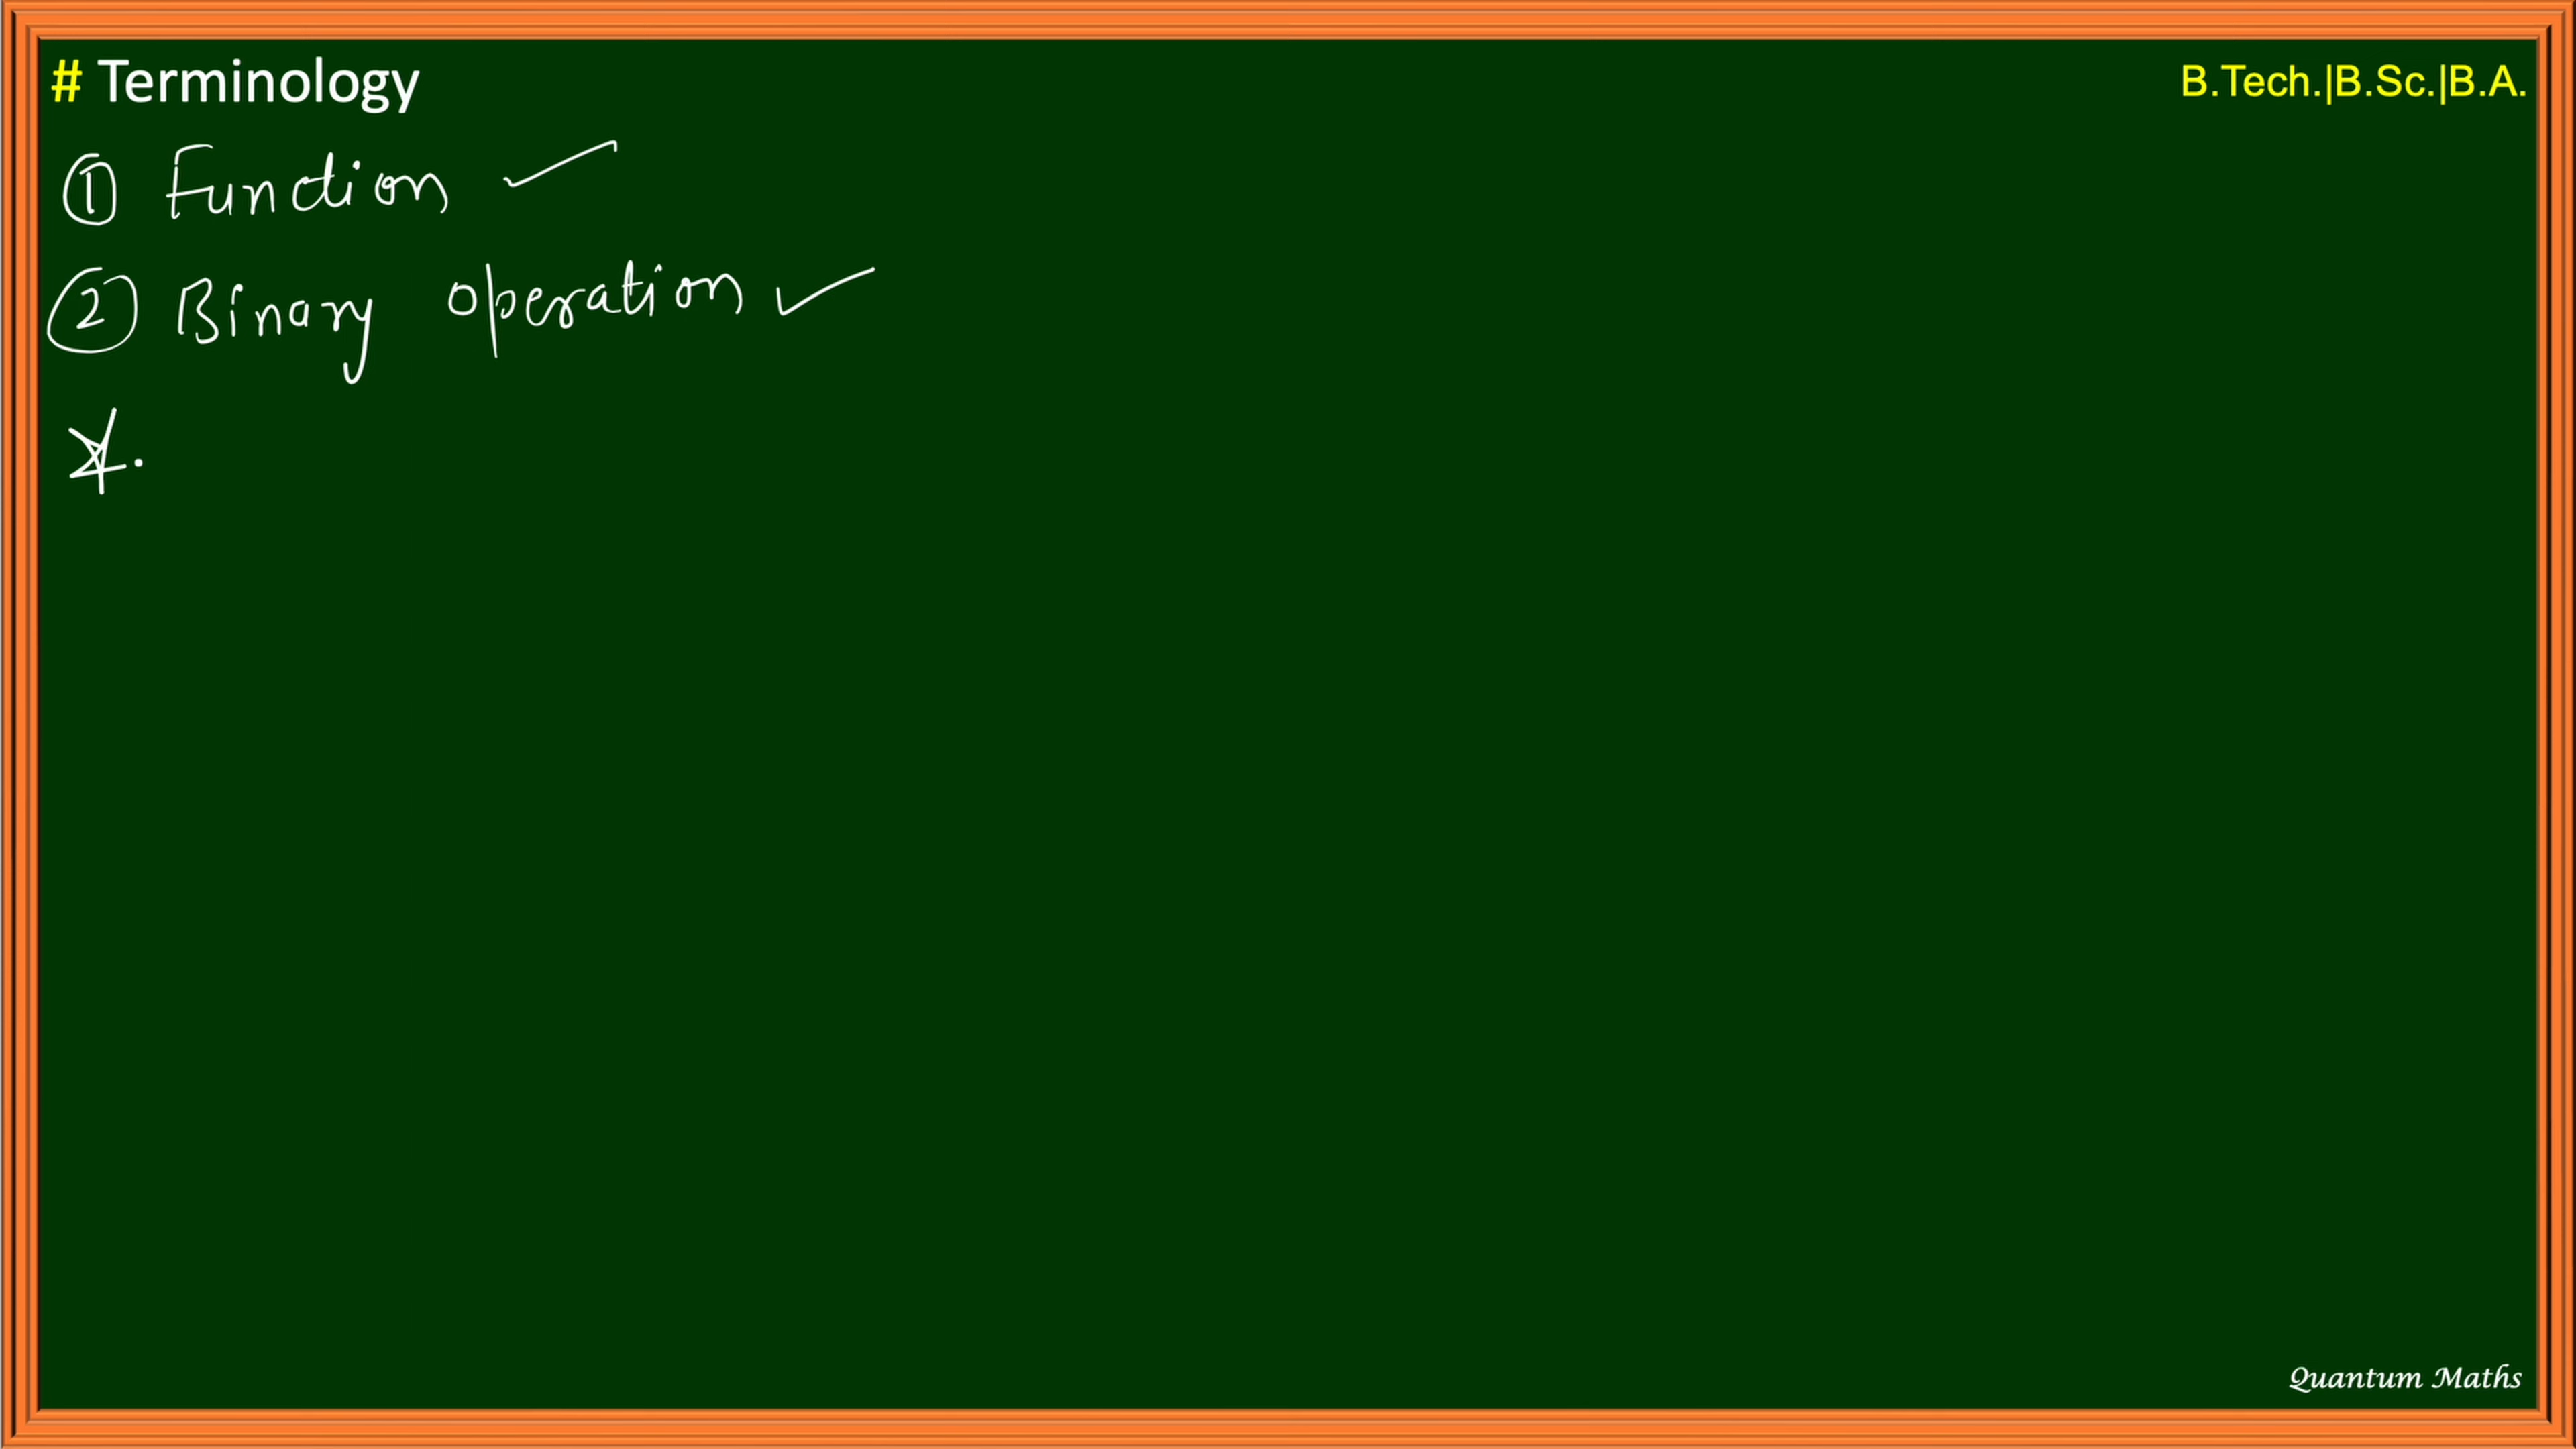 # Terminology B.Tech.|B.Sc.|B.A.
① Function ✓
② Binary operation ✓
☆.
Quantum Maths